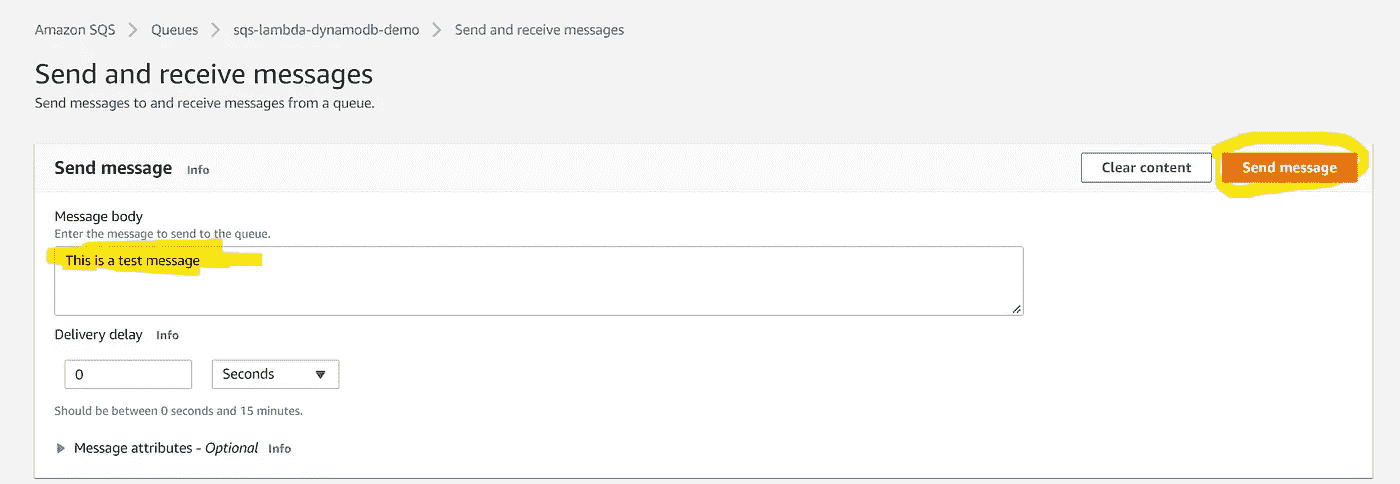 Amazon SQS > Queues > sqs-lambda-dynamodb-demo > Send and receive messages
Send and receive messages
Send messages to and receive messages from a queue.
Send message Info Clear content Send message
Message body
Enter the message to send to the queue.
This is a test message
Delivery delay Info
0 Seconds
Should be between 0 seconds and 15 minutes.
Message attributes - Optional Info